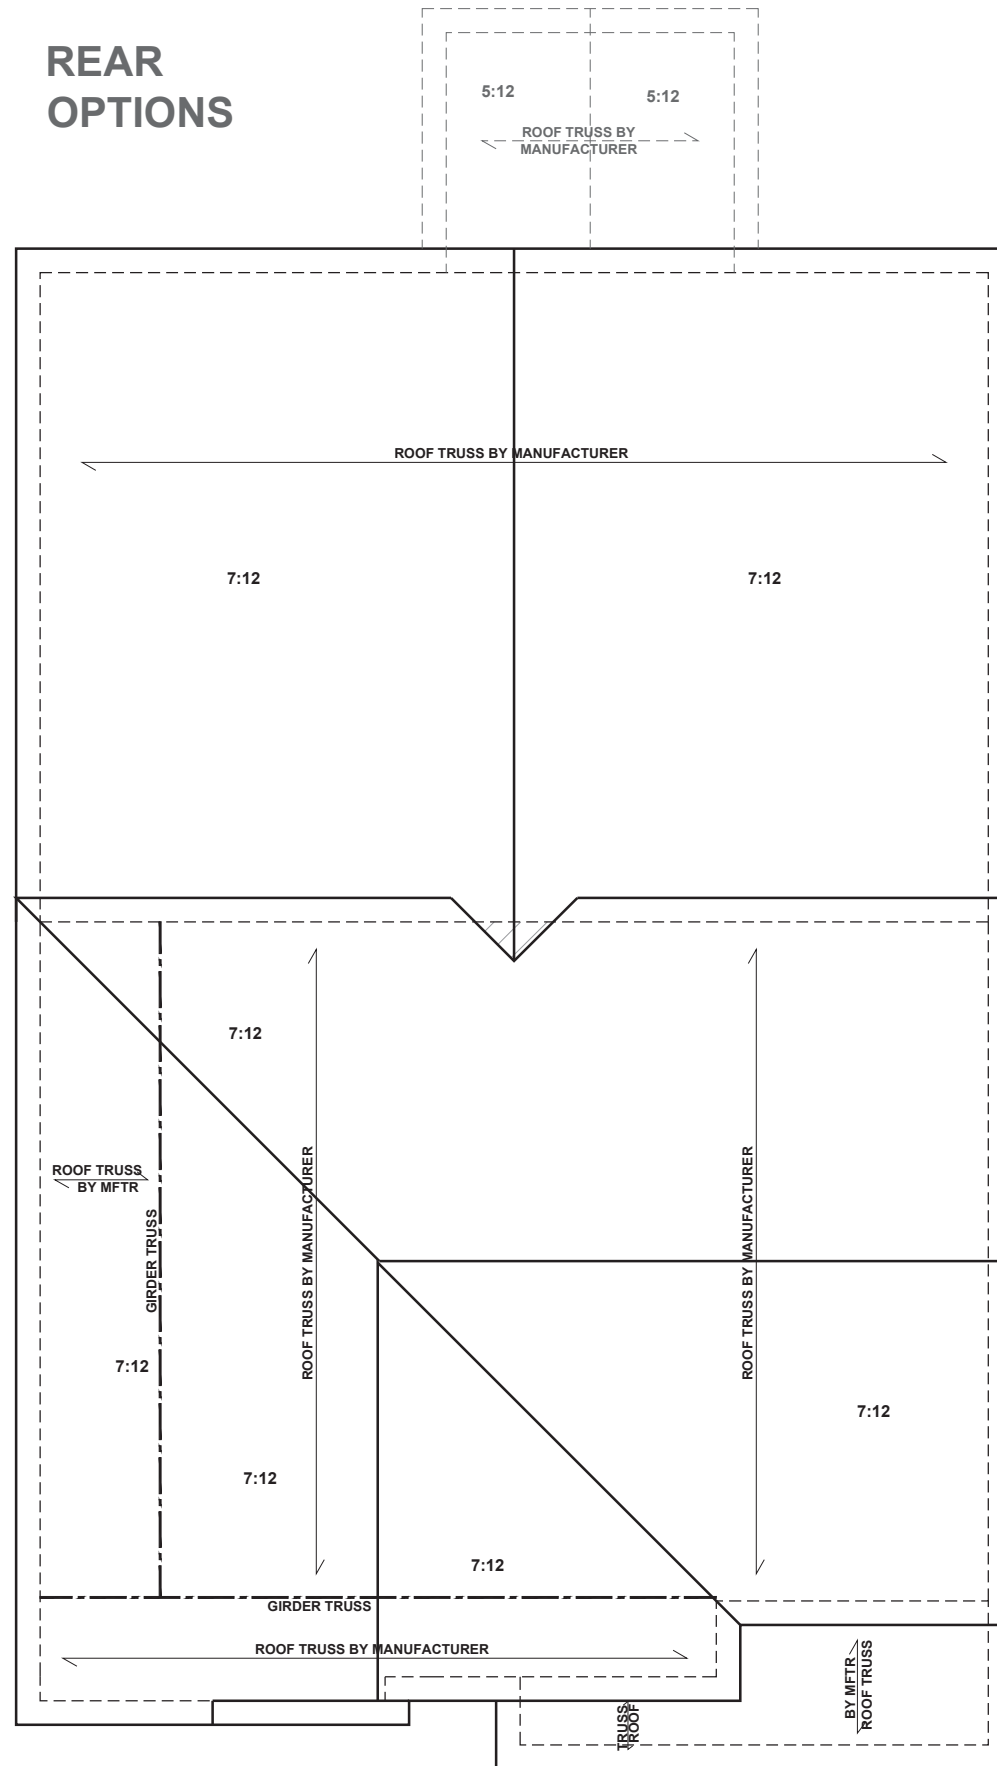 REAR
OPTIONS
5:12
5:12
ROOF TRUSS BY
MANUFACTURER
ROOF TRUSS BY MANUFACTURER
7:12
7:12
7:12
ROOF TRUSS
BY MFTR
GIRDER TRUSS
ROOF TRUSS BY MANUFACTURER
ROOF TRUSS BY MANUFACTURER
7:12
7:12
7:12
7:12
GIRDER TRUSS
ROOF TRUSS BY MANUFACTURER
TRUSS
ROOF
BY MFTR
ROOF TRUSS